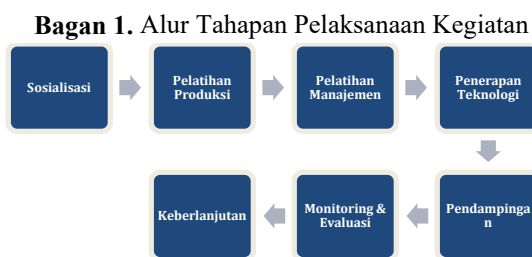 Bagan 1. Alur Tahapan Pelaksanaan Kegiatan
Sosialisasi
Pelatihan
Produksi
Pelatihan
Manajemen
Penerapan
Teknologi
Pendampinga
n
Monitoring &
Evaluasi
Keberlanjutan